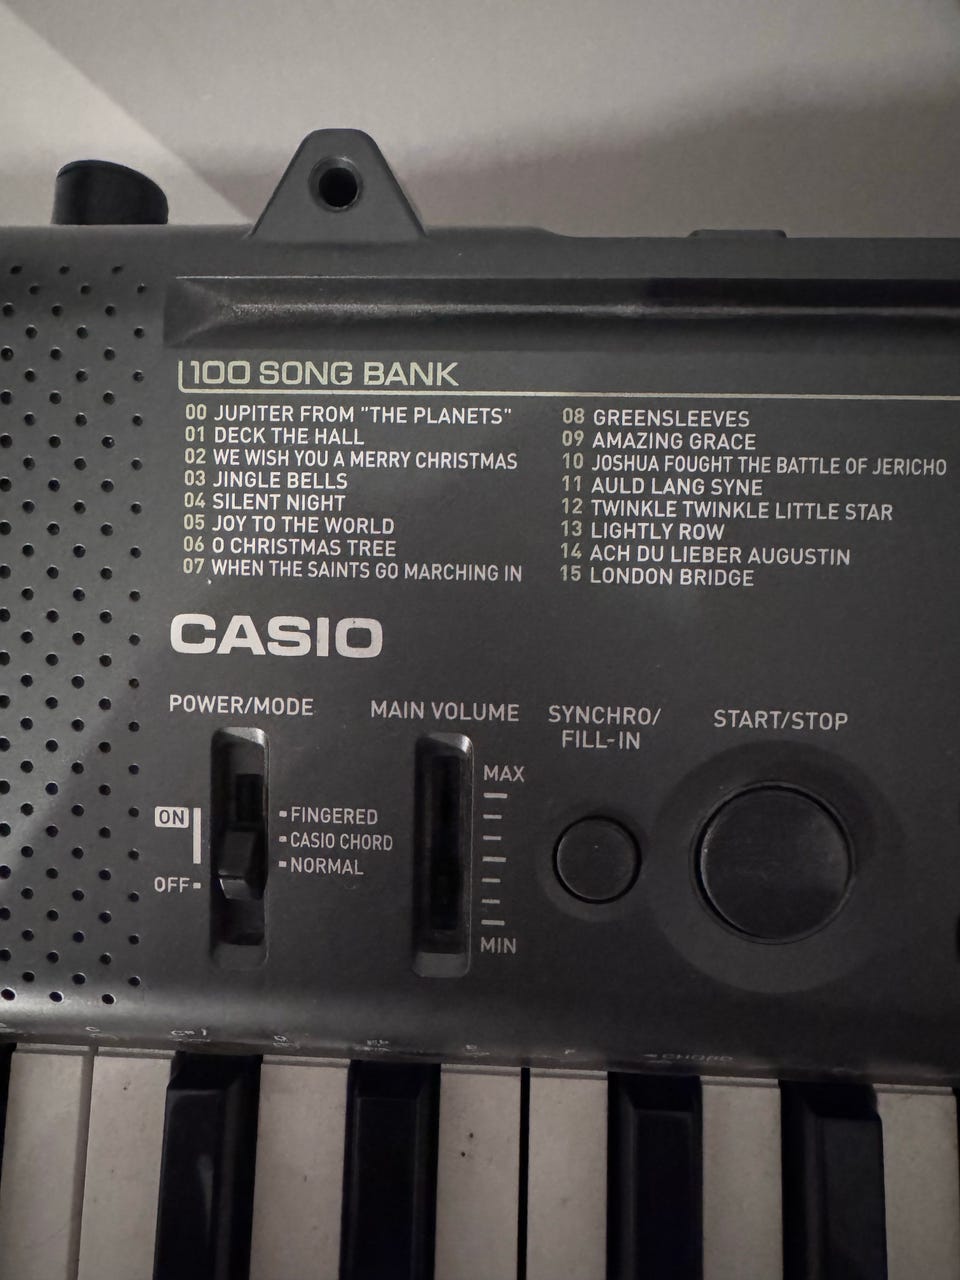 100 SONG BANK
00 JUPITER FROM "THE PLANETS"
01 DECK THE HALL
02 WE WISH YOU A MERRY CHRISTMAS
03 JINGLE BELLS
04 SILENT NIGHT
05 JOY TO THE WORLD
06 O CHRISTMAS TREE
07 WHEN THE SAINTS GO MARCHING IN
08 GREENSLEEVES
09 AMAZING GRACE
10 JOSHUA FOUGHT THE BATTLE OF JERICHO
11 AULD LANG SYNE
12 TWINKLE TWINKLE LITTLE STAR
13 LIGHTLY ROW
14 ACH DU LIEBER AUGUSTIN
15 LONDON BRIDGE
CASIO
POWER/MODE
ON
OFF
FINGERED
CASIO CHORD
NORMAL
MAIN VOLUME
MAX
MIN
SYNCHRO/
FILL-IN
START/STOP
C
E
F
CHORD